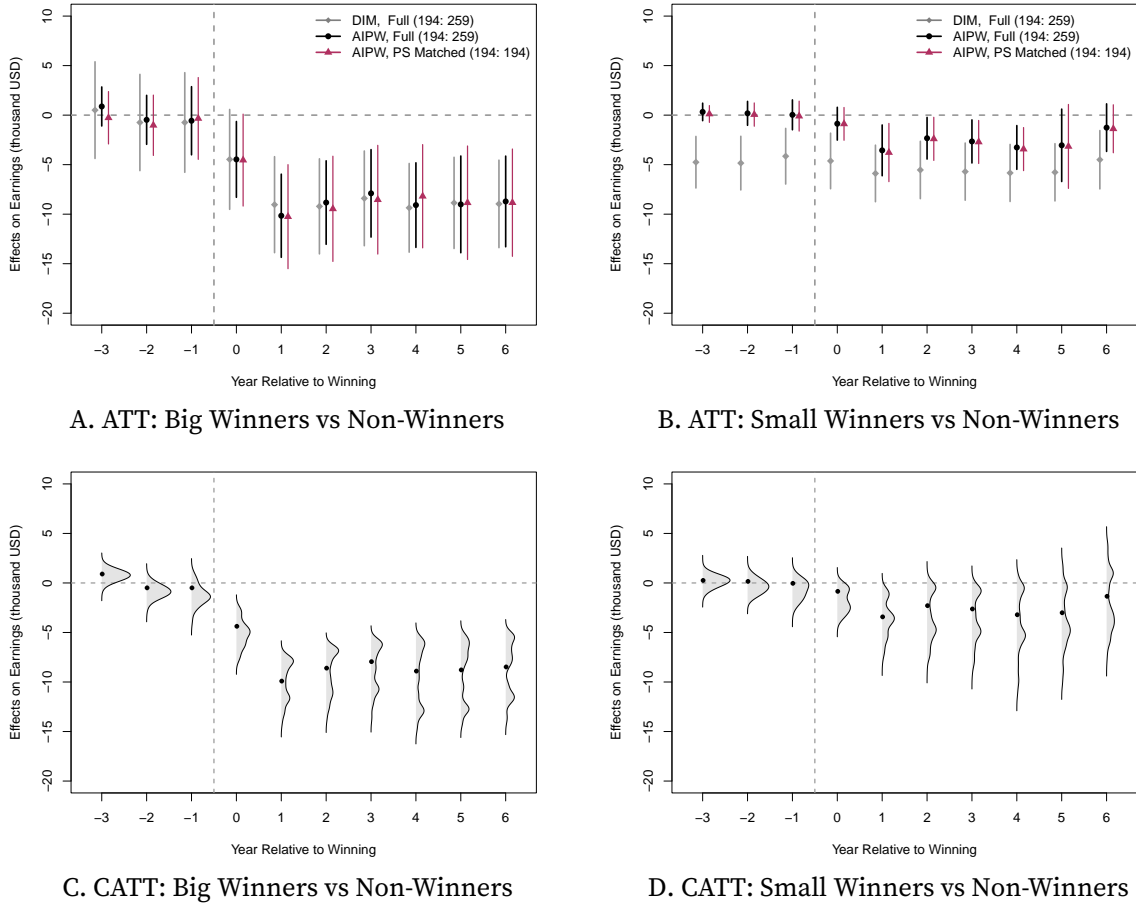 DIM, Full (194: 259)
AIPW, Full (194: 259)
AIPW, PS Matched (194: 194)
Effects on Earnings (thousand USD)
10
5
0
−5
−10
−15
−20
−3 −2 −1 0 1 2 3 4 5 6
Year Relative to Winning
A. ATT: Big Winners vs Non-Winners
DIM, Full (194: 259)
AIPW, Full (194: 259)
AIPW, PS Matched (194: 194)
Effects on Earnings (thousand USD)
10
5
0
−5
−10
−15
−20
−3 −2 −1 0 1 2 3 4 5 6
Year Relative to Winning
B. ATT: Small Winners vs Non-Winners
Effects on Earnings (thousand USD)
10
5
0
−5
−10
−15
−20
−3 −2 −1 0 1 2 3 4 5 6
Year Relative to Winning
C. CATT: Big Winners vs Non-Winners
Effects on Earnings (thousand USD)
10
5
0
−5
−10
−15
−20
−3 −2 −1 0 1 2 3 4 5 6
Year Relative to Winning
D. CATT: Small Winners vs Non-Winners